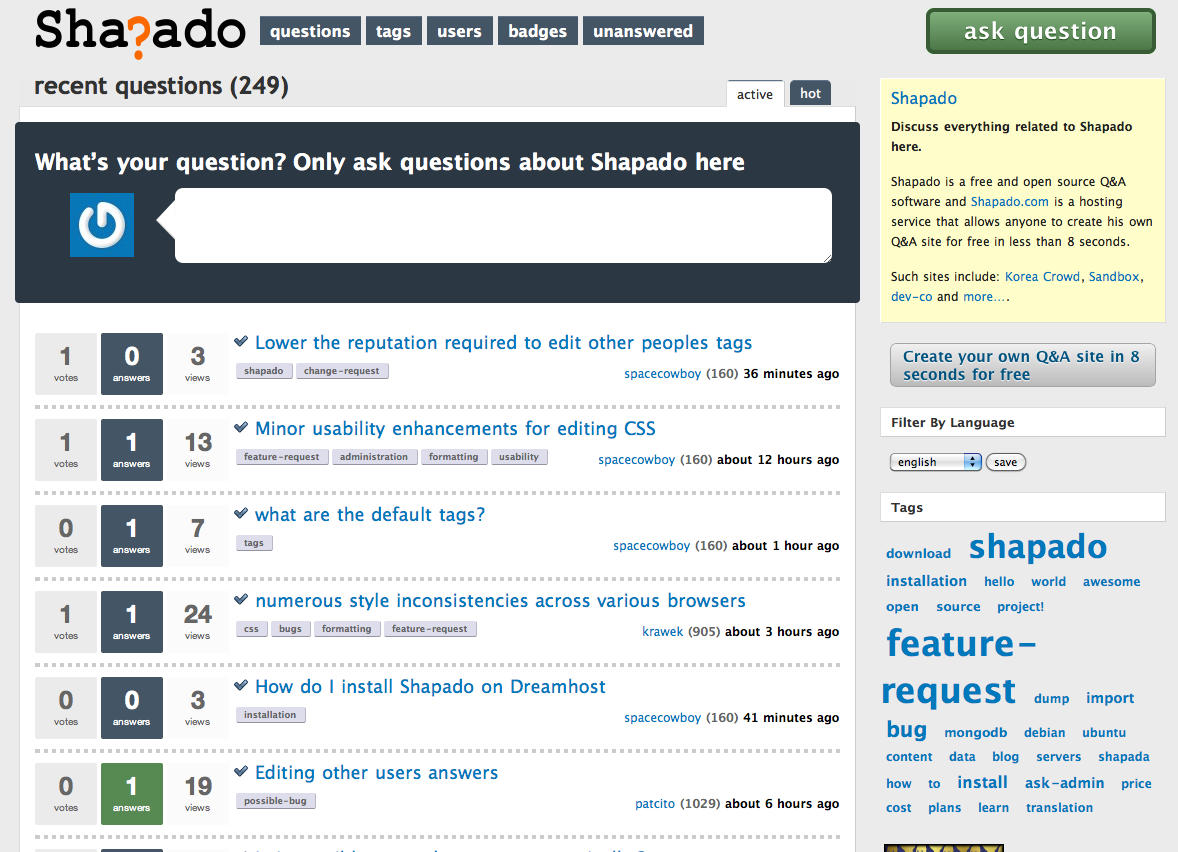 Shapado
questions tags users badges unanswered
ask question
recent questions (249)
active hot
What's your question? Only ask questions about Shapado here
1 votes 0 answers 3 views
Lower the reputation required to edit other peoples tags
shapado change-request
spacecowboy (160) 36 minutes ago
1 votes 1 answers 13 views
Minor usability enhancements for editing CSS
feature-request administration formatting usability
spacecowboy (160) about 12 hours ago
0 votes 1 answers 7 views
what are the default tags?
tags
spacecowboy (160) about 1 hour ago
1 votes 1 answers 24 views
numerous style inconsistencies across various browsers
css bugs formatting feature-request
krawek (905) about 3 hours ago
0 votes 0 answers 3 views
How do I install Shapado on Dreamhost
installation
spacecowboy (160) 41 minutes ago
0 votes 1 answers 19 views
Editing other users answers
possible-bug
patcito (1029) about 6 hours ago
Shapado
Discuss everything related to Shapado
here.
Shapado is a free and open source Q&A
software and Shapado.com is a hosting
service that allows anyone to create his own
Q&A site for free in less than 8 seconds.
Such sites include: Korea Crowd, Sandbox,
dev-co and more....
Create your own Q&A site in 8
seconds for free
Filter By Language
english save
Tags
download shapado
installation hello world awesome
open source project!
feature-
request dump import
bug mongodb debian ubuntu
content data blog servers shapada
how to install ask-admin price
cost plans learn translation